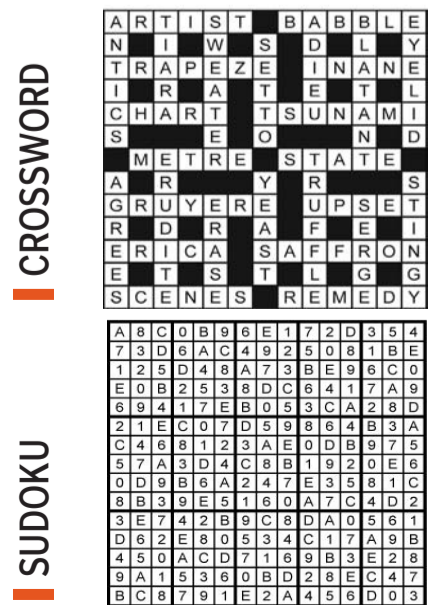 CROSSWORD
A R T I S T B A B B L E
N I W S D L Y
T R A P E Z E I N A N E
I R A T E T L
C H A R T T S U N A M I
S E O N D
M E T R E S T A T E
A R Y R S
G R U Y E R E U P S E T
R D R A F E I
E R I C A S A F F R O N
E T S T L G G
S C E N E S R E M E D Y
SUDOKU
A 8 C 0 B 9 6 E 1 7 2 D 3 5 4
7 3 D 6 A C 4 9 2 5 0 8 1 B E
1 2 5 D 4 8 A 7 3 B E 9 6 C 0
E 0 B 2 5 3 8 D C 6 4 1 7 A 9
6 9 4 1 7 E B 0 5 3 C A 2 8 D
2 1 E C 0 7 D 5 9 8 6 4 B 3 A
C 4 6 8 1 2 3 A E 0 D B 9 7 5
5 7 A 3 D 4 C 8 B 1 9 2 0 E 6
0 D 9 B 6 A 2 4 7 E 3 5 8 1 C
8 B 3 9 E 5 1 6 0 A 7 C 4 D 2
3 E 7 4 2 B 9 C 8 D A 0 5 6 1
D 6 2 E 8 0 5 3 4 C 1 7 A 9 B
4 5 0 A C D 7 1 6 9 B 3 E 2 8
9 A 1 5 3 6 0 B D 2 8 E C 4 7
B C 8 7 9 1 E 2 A 4 5 6 D 0 3